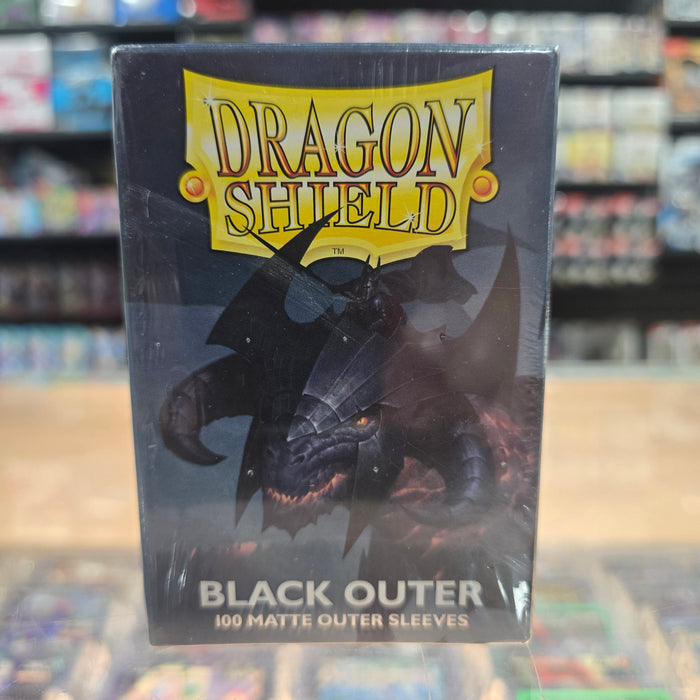 DRAGON
SHIELD
™
BLACK OUTER
100 MATTE OUTER SLEEVES